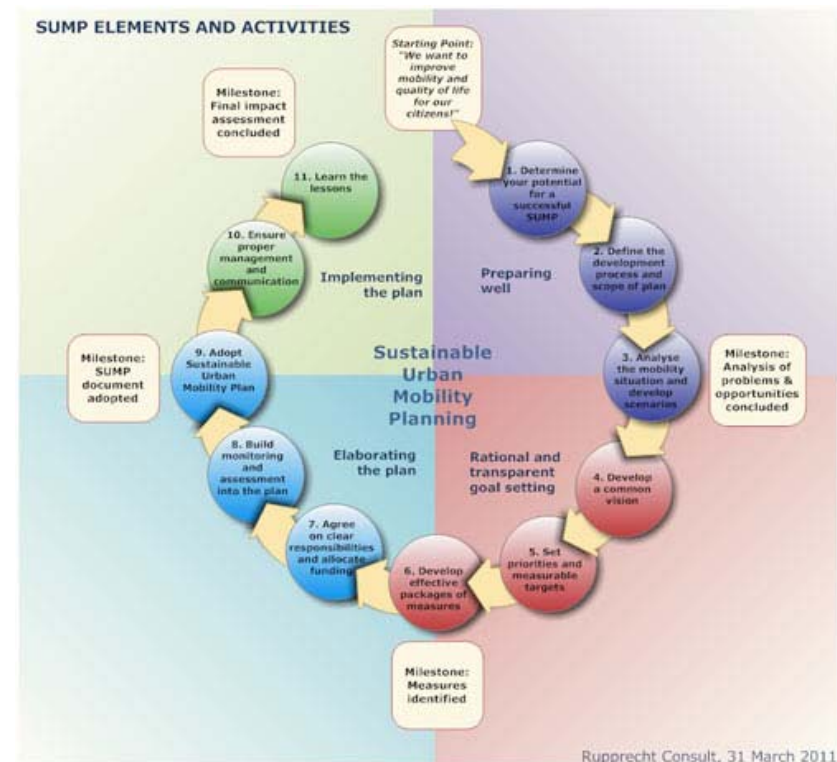 SUMP ELEMENTS AND ACTIVITIES
Starting Point:
"We want to
improve
mobility and
quality of life
for our
citizens!"
Milestone:
Final impact
assessment
concluded
1. Determine
your potential
for a
successful
SUMP
2. Define the
development
process and
scope of plan
3. Analyse
the mobility
situation and
develop
scenarios
Milestone:
Analysis of
problems &
opportunities
concluded
4. Develop
a common
vision
5. Set
priorities and
measurable
targets
6. Develop
effective
packages of
measures
Milestone:
Measures
identified
7. Agree
on clear
responsibilities
and allocate
funding
8. Build
monitoring
and
assessment
into the plan
9. Adopt
Sustainable
Urban
Mobility Plan
Milestone:
SUMP
document
adopted
10. Ensure
proper
management
and
communication
11. Learn the
lessons
Implementing
the plan
Preparing
well
Sustainable
Urban
Mobility
Planning
Elaborating
the plan
Rational and
transparent
goal setting
Rupprecht Consult, 31 March 2011